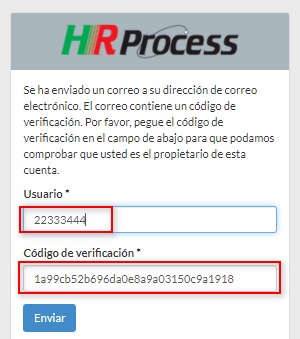 HR Process
Se ha enviado un correo a su dirección de correo
electrónico. El correo contiene un código de
verificación. Por favor, pegue el código de
verificación en el campo de abajo para que podamos
comprobar que usted es el propietario de esta
cuenta.
Usuario *
22333444
Código de verificación *
1a99cb52b696da0e8a9a03150c9a1918
Enviar